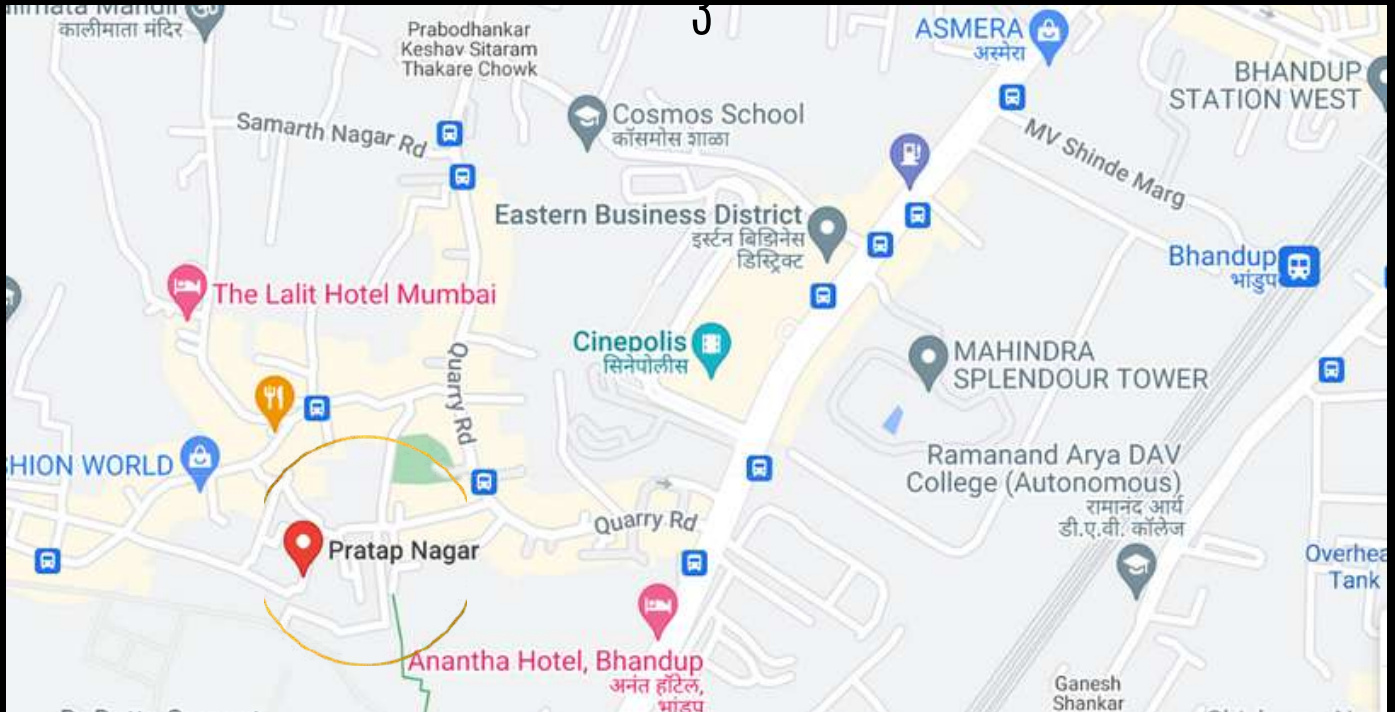 कालीमाता मंदिर
Prabodhankar
Keshav Sitaram
Thakare Chowk
3
ASMERA
अस्मेरा
BHANDUP
STATION WEST
Samarth Nagar Rd
Cosmos School
कॉसमोस शाळा
MV Shinde Marg
Eastern Business District
इर्स्टन बिझिनेस
डिस्ट्रिक्ट
Bhandup
भांडुप
The Lalit Hotel Mumbai
Cinepolis
सिनेपोलीस
Quarry Rd
MAHINDRA
SPLENDOUR TOWER
HION WORLD
Ramanand Arya DAV
College (Autonomous)
रामानंद आर्य
डी.ए.वी. कॉलेज
Quarry Rd
Pratap Nagar
Overhea
Tank
Anantha Hotel, Bhandup
अनंत हॉटेल,
भांडुप
Ganesh
Shankar